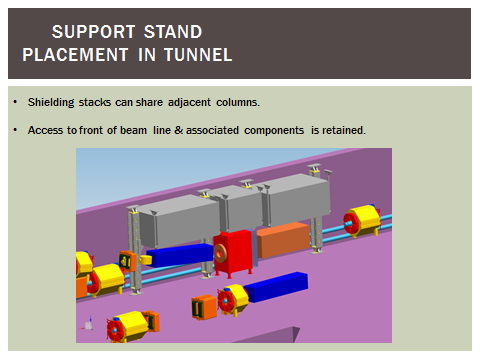 SUPPORT STAND
PLACEMENT IN TUNNEL
• Shielding stacks can share adjacent columns.
• Access to front of beam line & associated components is retained.